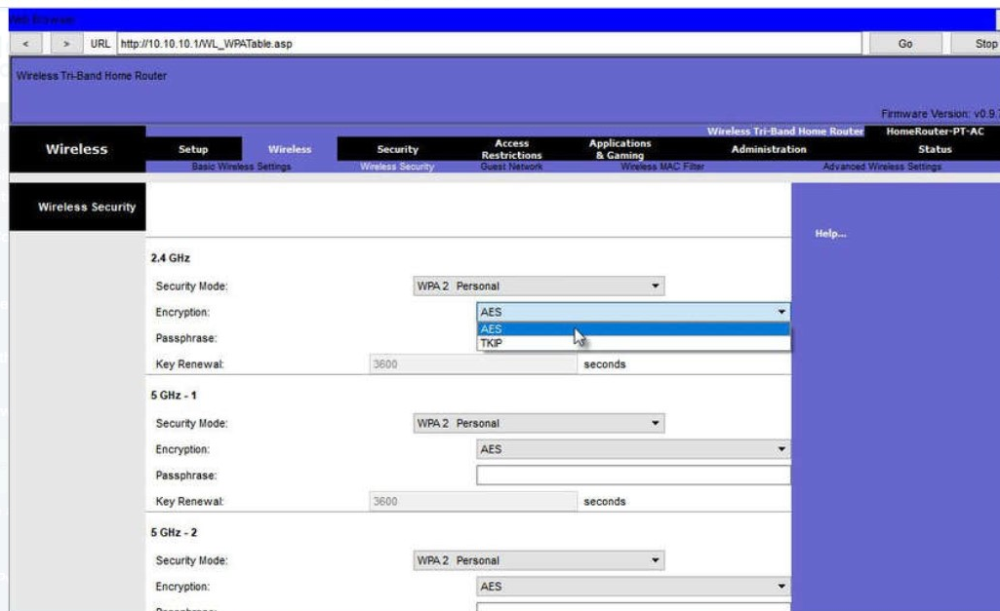 Web Browser
< > URL http://10.10.10.1/WL_WPATable.asp Go Stop
Wireless Tri-Band Home Router
Firmware Version: v0.9.7
Wireless Tri-Band Home Router HomeRouter-PT-AC
Wireless Setup Wireless Security Access Restrictions Applications & Gaming Administration Status
Basic Wireless Settings Wireless Security Guest Network Wireless MAC Filter Advanced Wireless Settings
Wireless Security
Help...
2.4 GHz
Security Mode: WPA 2 Personal
Encryption: AES
AES
Passphrase: TKIP
Key Renewal: 3600 seconds
5 GHz - 1
Security Mode: WPA 2 Personal
Encryption: AES
Passphrase:
Key Renewal: 3600 seconds
5 GHz - 2
Security Mode: WPA 2 Personal
Encryption: AES